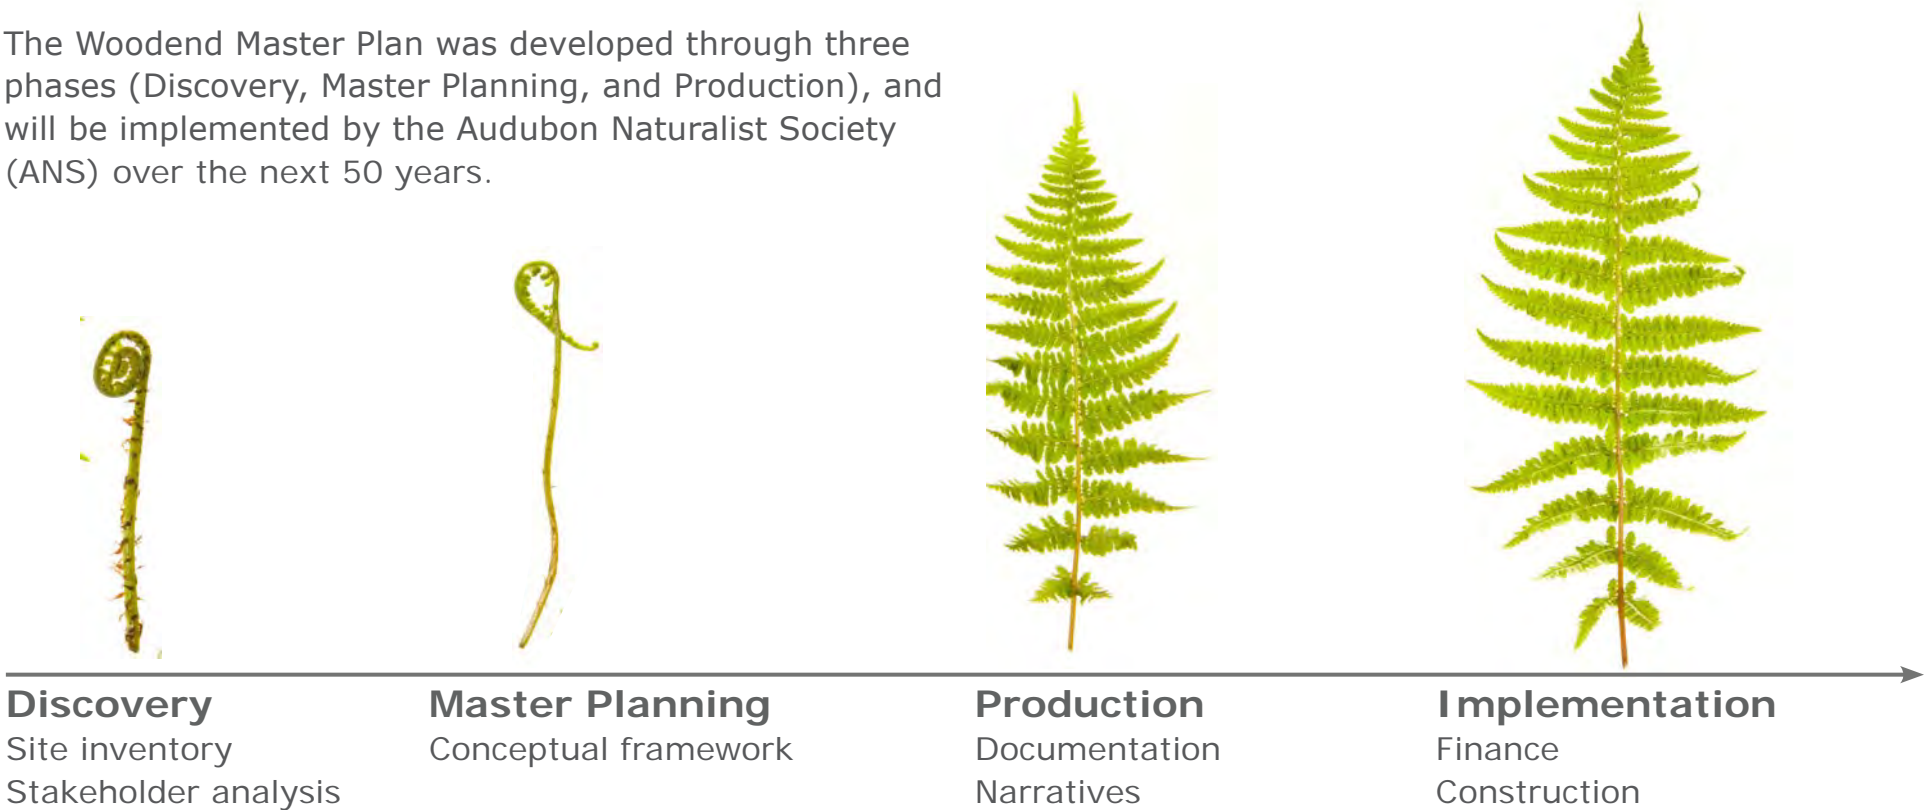 The Woodend Master Plan was developed through three
phases (Discovery, Master Planning, and Production), and
will be implemented by the Audubon Naturalist Society
(ANS) over the next 50 years.
Discovery
Site inventory
Stakeholder analysis
Master Planning
Conceptual framework
Production
Documentation
Narratives
Implementation
Finance
Construction